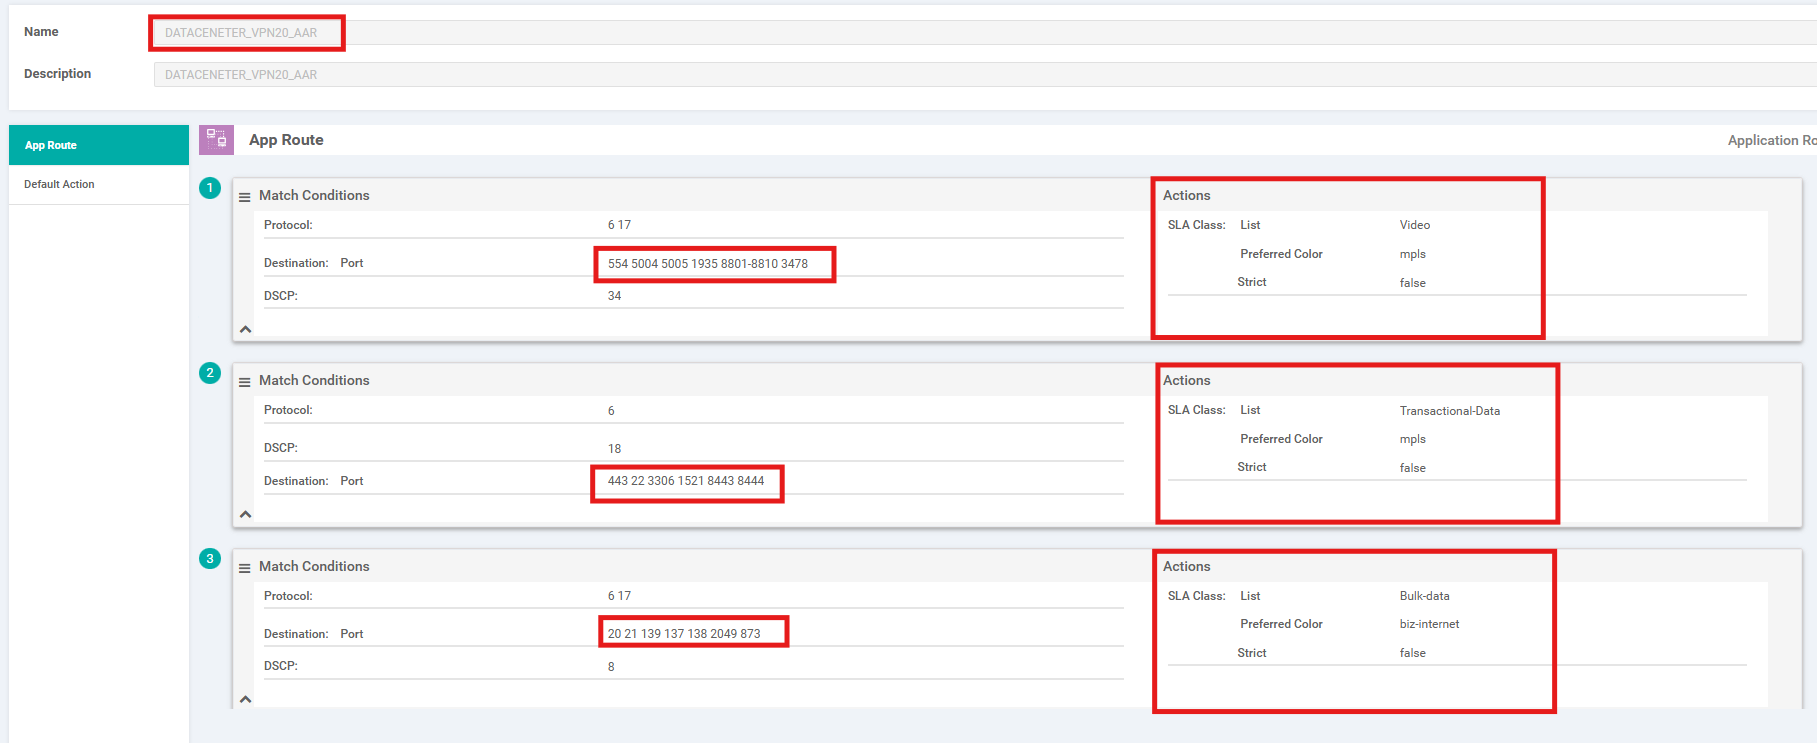 Name DATACENETER_VPN20_AAR
Description DATACENETER_VPN20_AAR
App Route
Default Action
App Route
Application Ro
1
Match Conditions
Actions
Protocol: 6 17
SLA Class: List Video
Destination: Port 554 5004 5005 1935 8801-8810 3478
Preferred Color mpls
DSCP: 34
Strict false
2
Match Conditions
Actions
Protocol: 6
SLA Class: List Transactional-Data
DSCP: 18
Preferred Color mpls
Destination: Port 443 22 3306 1521 8443 8444
Strict false
3
Match Conditions
Actions
Protocol: 6 17
SLA Class: List Bulk-data
Destination: Port 20 21 139 137 138 2049 873
Preferred Color biz-internet
DSCP: 8
Strict false